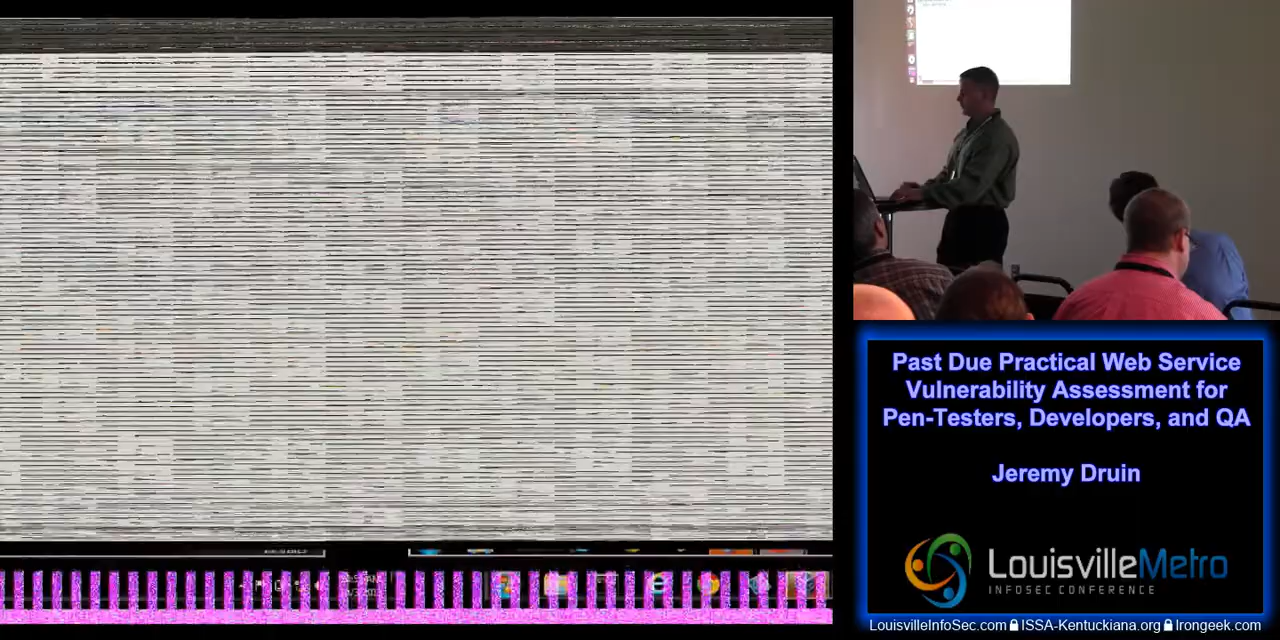 Past Due Practical Web Service
Vulnerability Assessment for
Pen-Testers, Developers, and QA
Jeremy Druin
LouisvilleMetro
INFOSEC CONFERENCE
LouisvilleInfoSec.com ISSA-Kentuckiana.org Irongeek.com